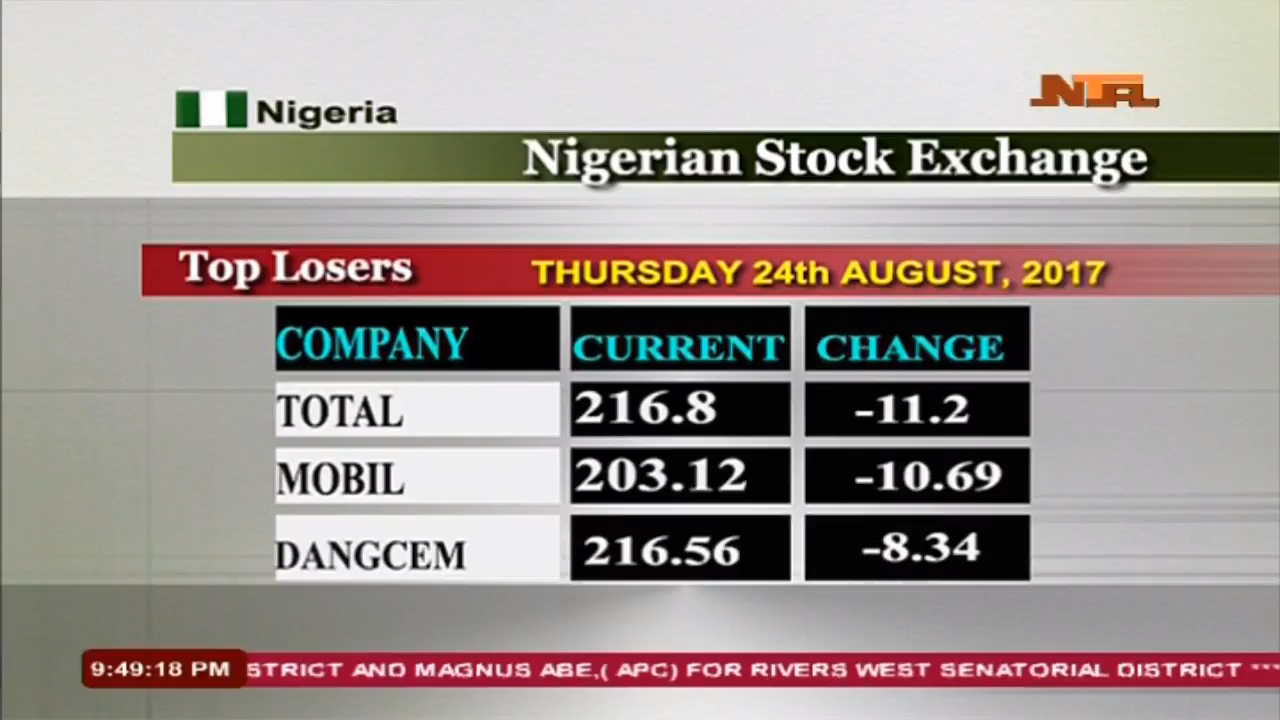 NTA
Nigeria
Nigerian Stock Exchange
Top Losers THURSDAY 24th AUGUST, 2017
COMPANY CURRENT CHANGE
TOTAL 216.8 -11.2
MOBIL 203.12 -10.69
DANGCEM 216.56 -8.34
9:49:18 PM STRICT AND MAGNUS ABE,( APC) FOR RIVERS WEST SENATORIAL DISTRICT ***